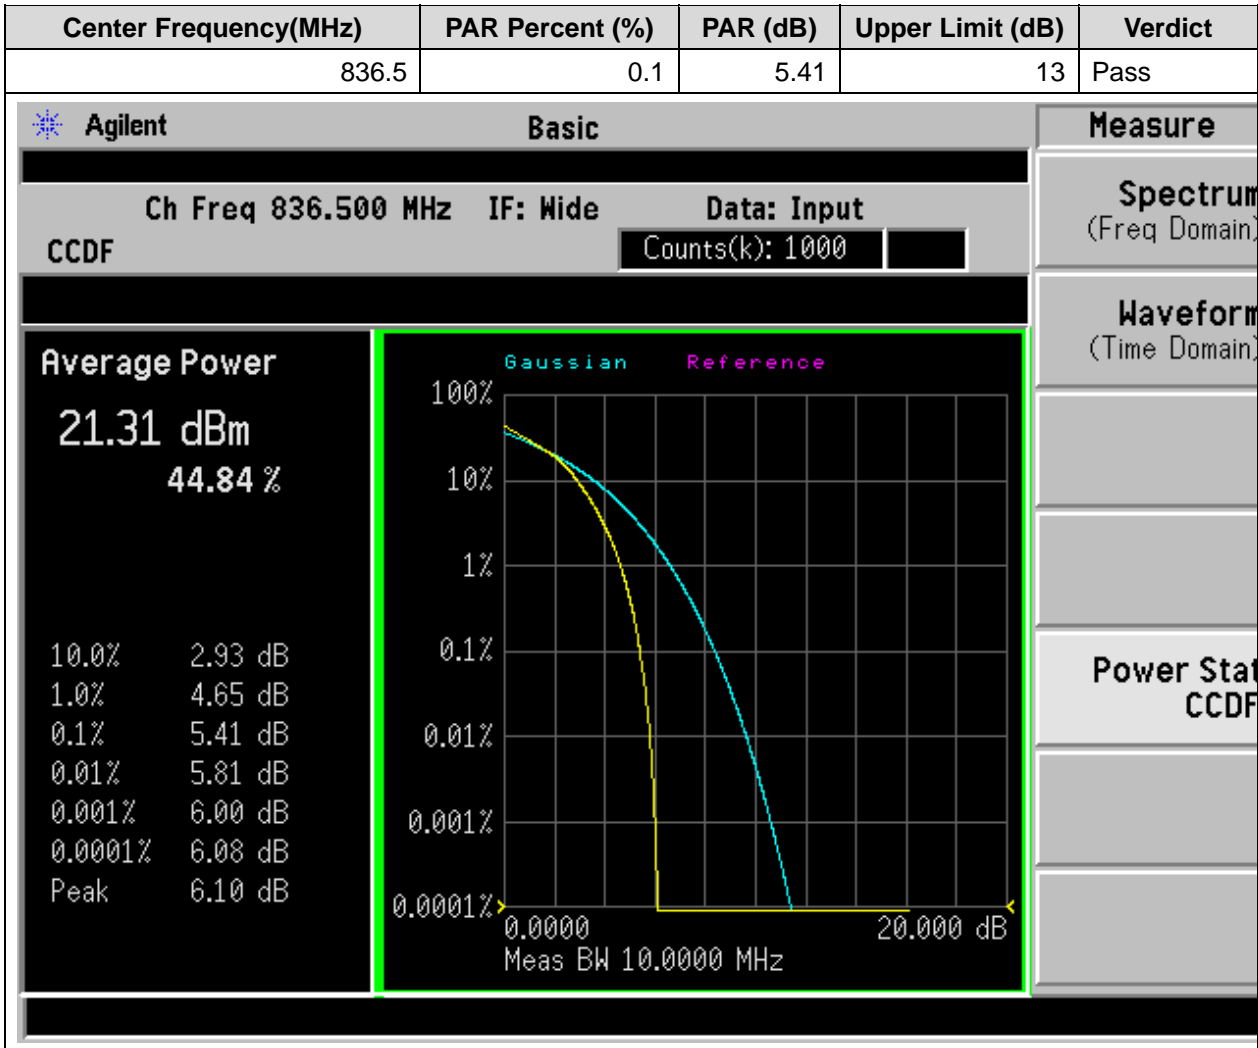 Center Frequency(MHz) PAR Percent (%) PAR (dB) Upper Limit (dB) Verdict
836.5 0.1 5.41 13 Pass
Agilent Basic Measure
Ch Freq 836.500 MHz IF: Wide Data: Input
CCDF Counts(k): 1000
Average Power
21.31 dBm
44.84 %
10.0% 2.93 dB
1.0% 4.65 dB
0.1% 5.41 dB
0.01% 5.81 dB
0.001% 6.00 dB
0.0001% 6.08 dB
Peak 6.10 dB
Gaussian Reference
100%
10%
1%
0.1%
0.01%
0.001%
0.0001%
0.0000 20.000 dB
Meas BW 10.0000 MHz
Spectrum
(Freq Domain)
Waveform
(Time Domain)
Power Stat
CCDF